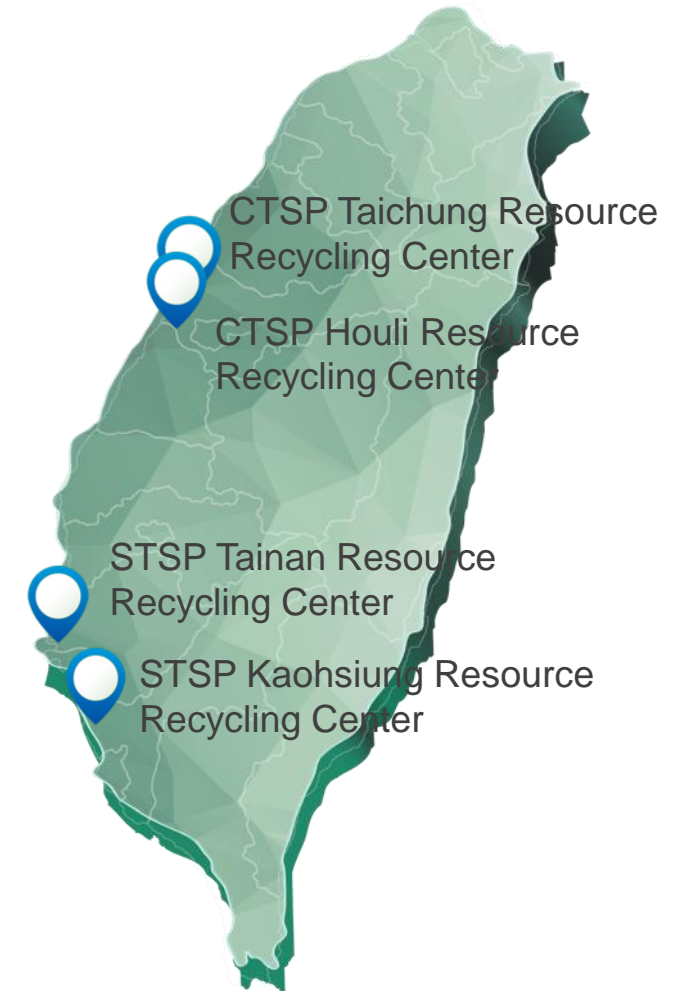 CTSP Taichung Resource
Recycling Center
CTSP Houli Resource
Recycling Center
STSP Tainan Resource
Recycling Center
STSP Kaohsiung Resource
Recycling Center